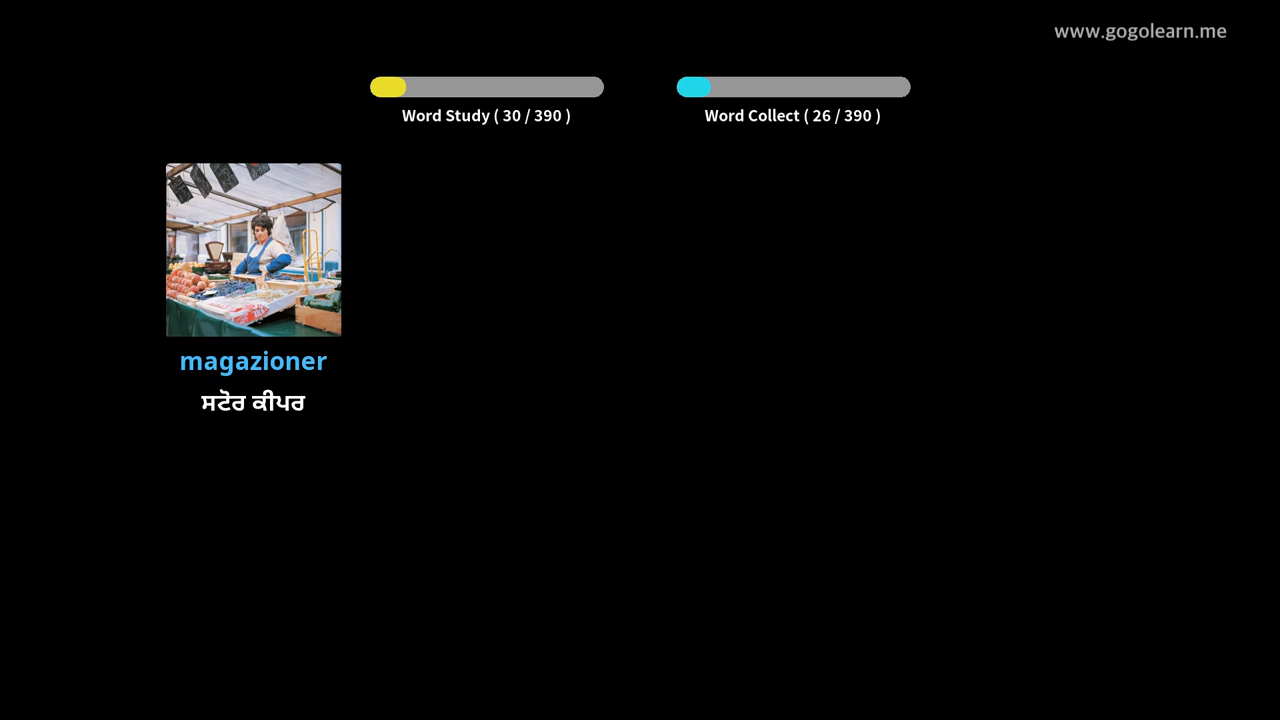 www.gogolearn.me
Word Study ( 30 / 390 )
Word Collect ( 26 / 390 )
magazioner
ਸਟੋਰ ਕੀਪਰ